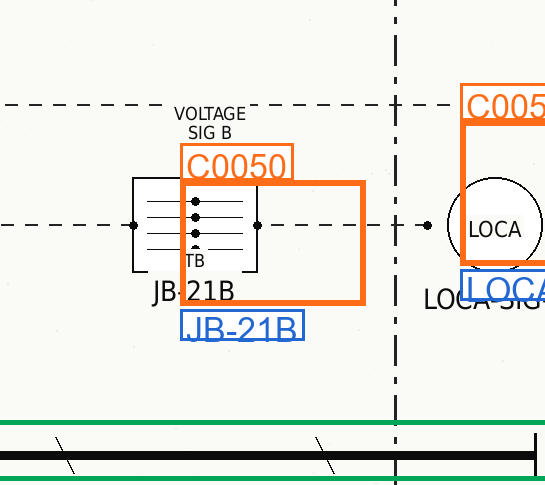 VOLTAGE
SIG B
C0050
C005
TB
LOCA
JB-21B
LOCA-SIG
JB-21B
LOCA